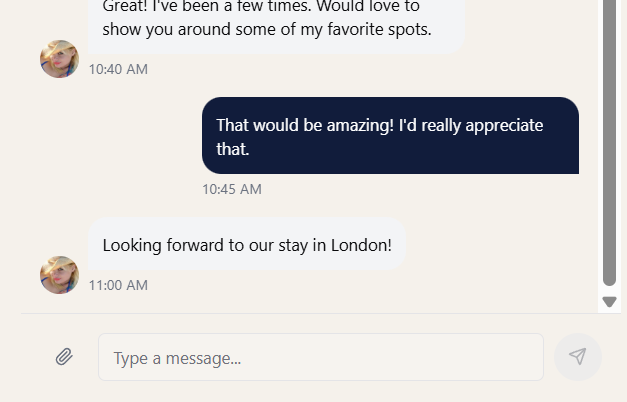 Great! I've been a few times. Would love to
show you around some of my favorite spots.
10:40 AM
That would be amazing! I'd really appreciate
that.
10:45 AM
Looking forward to our stay in London!
11:00 AM
Type a message...